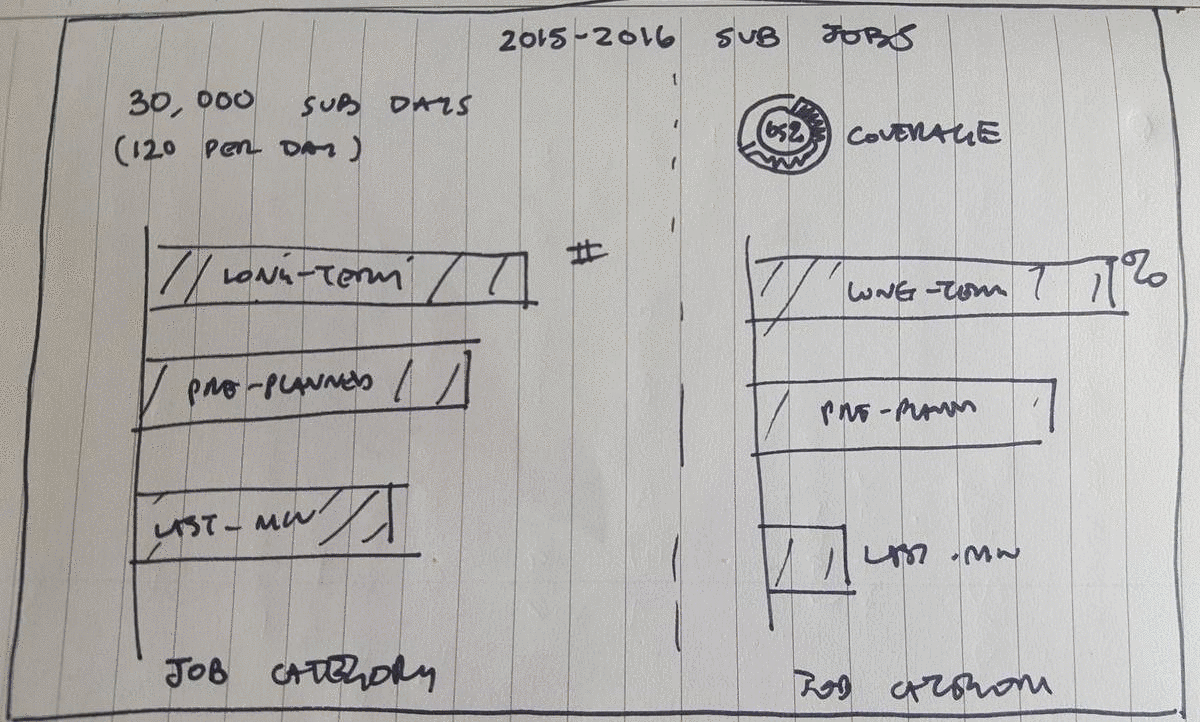 2015-2016 SUB JOBS
30,000 SUB DAYS
(120 PER DAY)
#
LONG-TERM
PRE-PLANNED
LAST-MIN
JOB CATEGORY
COVERAGE
%
LONG-TERM
PRE-PLANN
LAST-MIN
JOB CATEGORY